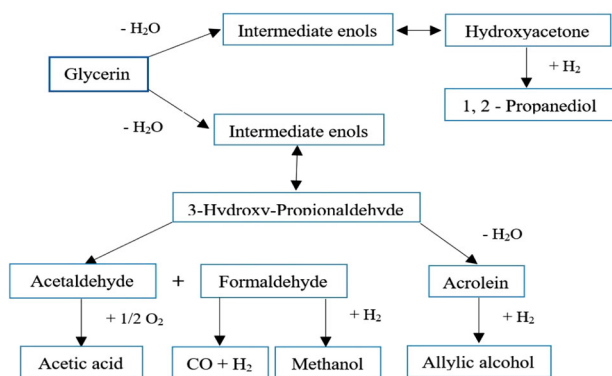 - H₂O
Intermediate enols
Hydroxyacetone
Glycerin
+ H₂
- H₂O
1, 2 - Propanediol
Intermediate enols
3-Hydroxy-Propionaldehyde
- H₂O
Acetaldehyde
+
Formaldehyde
Acrolein
+ 1/2 O₂
+ H₂
+ H₂
Acetic acid
CO + H₂
Methanol
Allylic alcohol